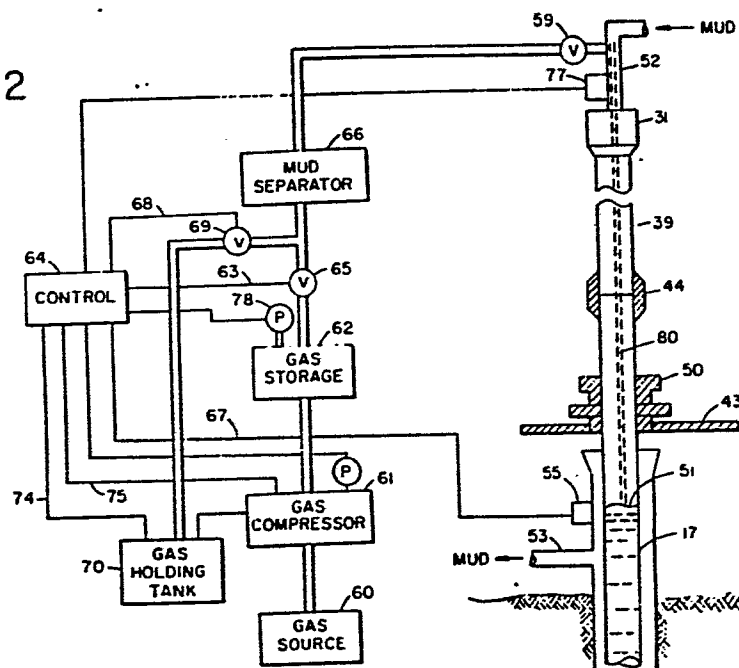 2
59
V
MUD
52
77
31
66
MUD
SEPARATOR
68
69
V
39
64
63
V
65
CONTROL
78
P
44
62
GAS
STORAGE
80
50
43
67
P
61
55
51
74
75
GAS
COMPRESSOR
53
17
MUD
70
GAS
HOLDING
TANK
60
GAS
SOURCE